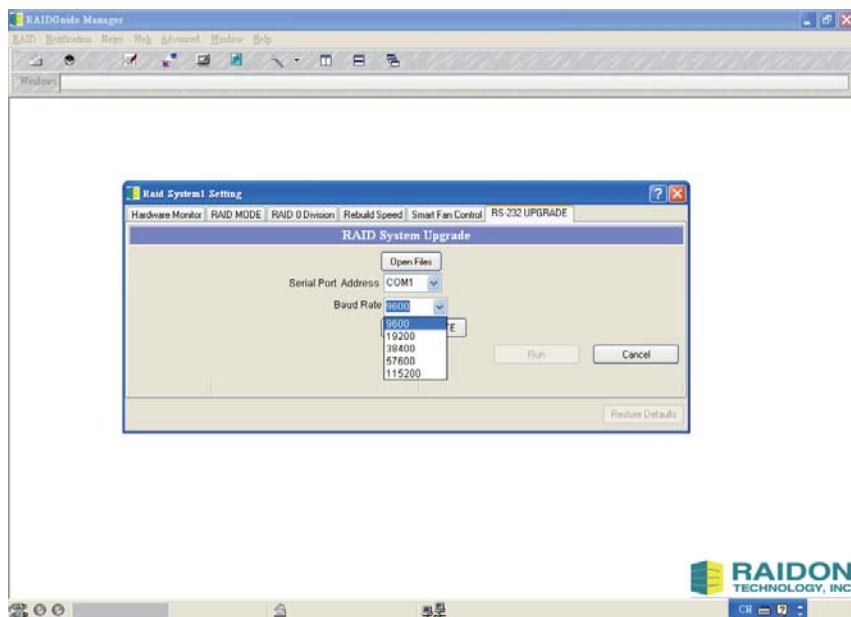 RAIDGuide Manager
RAID Notification Notes Web Advanced Window Help
Windows
Raid System1 Setting
Hardware Monitor RAID MODE RAID 0 Division Rebuild Speed Smart Fan Control RS-232 UPGRADE
RAID System Upgrade
Open Files
Serial Port Address COM1
Baud Rate 9600
9600
19200
38400
57600
115200
Run Cancel
Restore Defaults
RAIDON
TECHNOLOGY, INC
CH